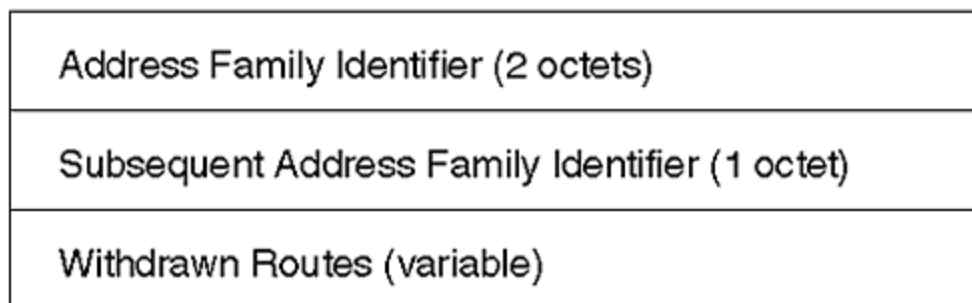 Address Family Identifier (2 octets)
Subsequent Address Family Identifier (1 octet)
Withdrawn Routes (variable)